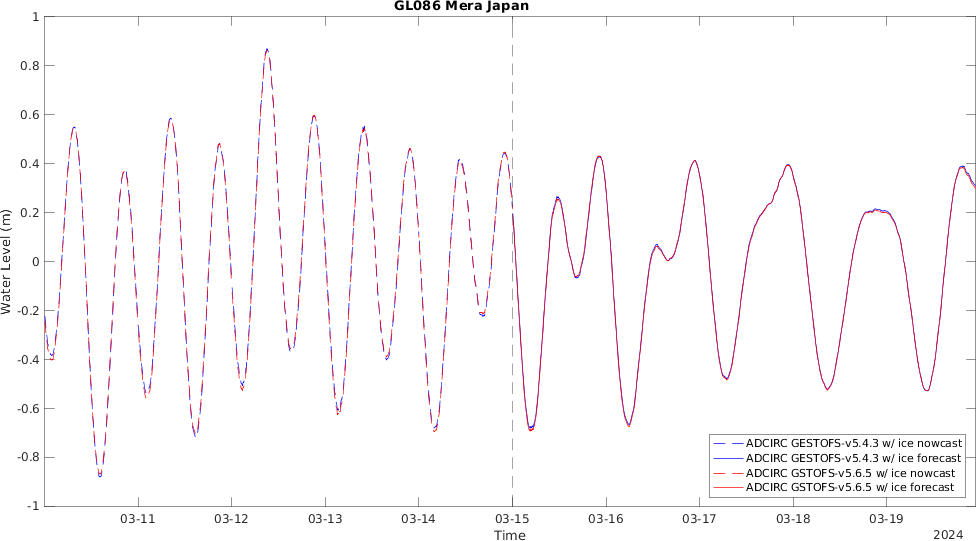 GL086 Mera Japan
1
0.8
0.6
0.4
0.2
0
-0.2
-0.4
-0.6
-0.8
-1
Water Level (m)
03-11 03-12 03-13 03-14 03-15 03-16 03-17 03-18 03-19
Time
2024
ADCIRC GESTOFS-v5.4.3 w/ ice nowcast
ADCIRC GESTOFS-v5.4.3 w/ ice forecast
ADCIRC GSTOFS-v5.6.5 w/ ice nowcast
ADCIRC GSTOFS-v5.6.5 w/ ice forecast